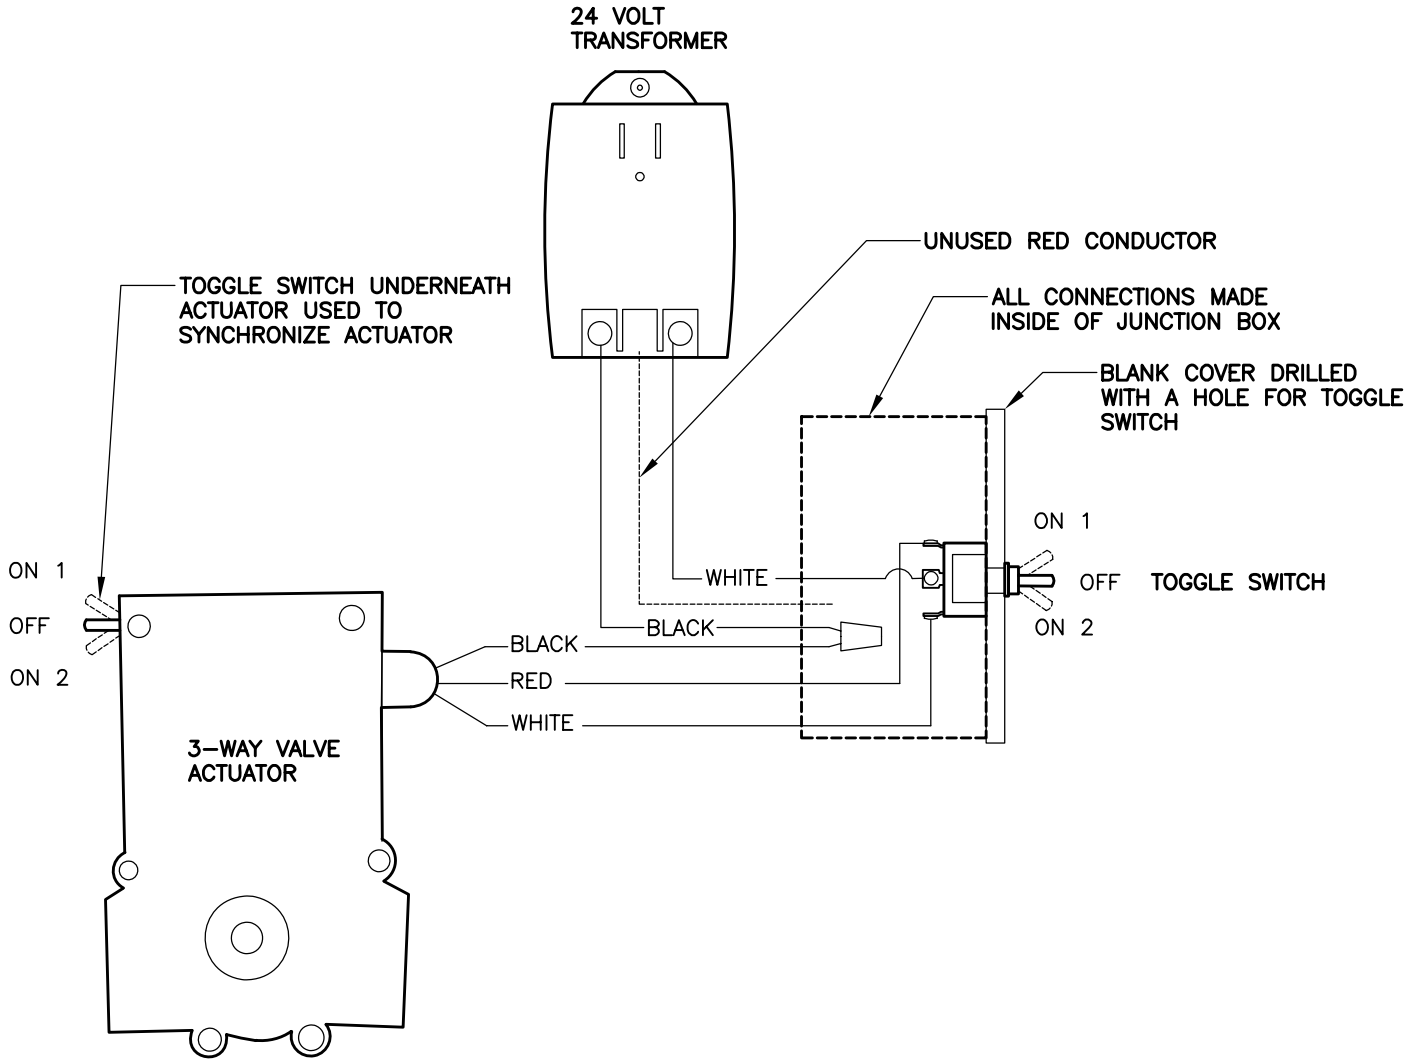 24 VOLT
TRANSFORMER
UNUSED RED CONDUCTOR
TOGGLE SWITCH UNDERNEATH
ACTUATOR USED TO
SYNCHRONIZE ACTUATOR
ALL CONNECTIONS MADE
INSIDE OF JUNCTION BOX
BLANK COVER DRILLED
WITH A HOLE FOR TOGGLE
SWITCH
ON 1
OFF
ON 2
WHITE
BLACK
BLACK
RED
WHITE
ON 1
OFF
TOGGLE SWITCH
ON 2
3-WAY VALVE
ACTUATOR